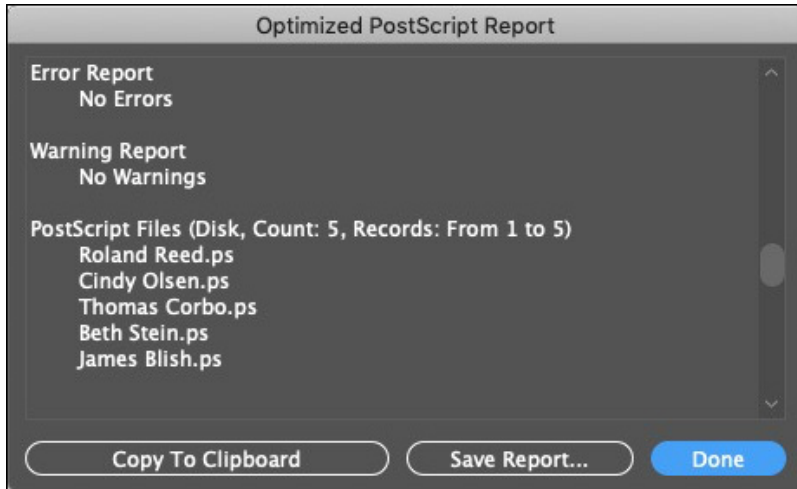 Optimized PostScript Report
Error Report
No Errors
Warning Report
No Warnings
PostScript Files (Disk, Count: 5, Records: From 1 to 5)
Roland Reed.ps
Cindy Olsen.ps
Thomas Corbo.ps
Beth Stein.ps
James Blish.ps
Copy To Clipboard Save Report... Done